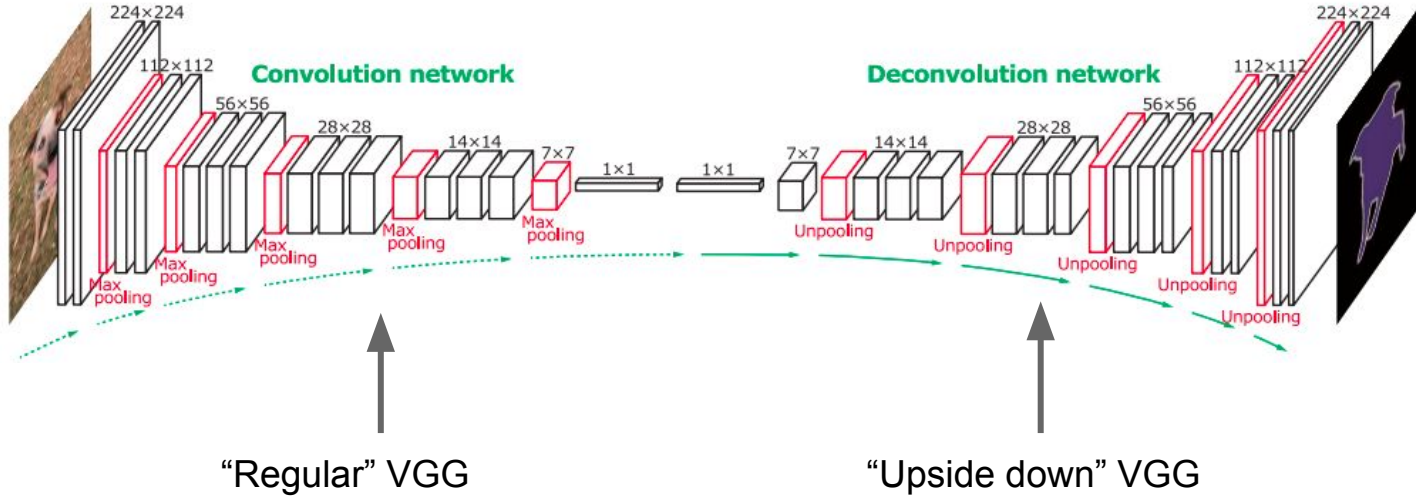 224×224
112×112
Convolution network
56×56
28×28
14×14
7×7
1×1
1×1
7×7
14×14
28×28
Deconvolution network
56×56
112×112
224×224
Max
pooling
Max
pooling
Max
pooling
Max
pooling
Max
pooling
Unpooling
Unpooling
Unpooling
Unpooling
Unpooling
“Regular” VGG
“Upside down” VGG